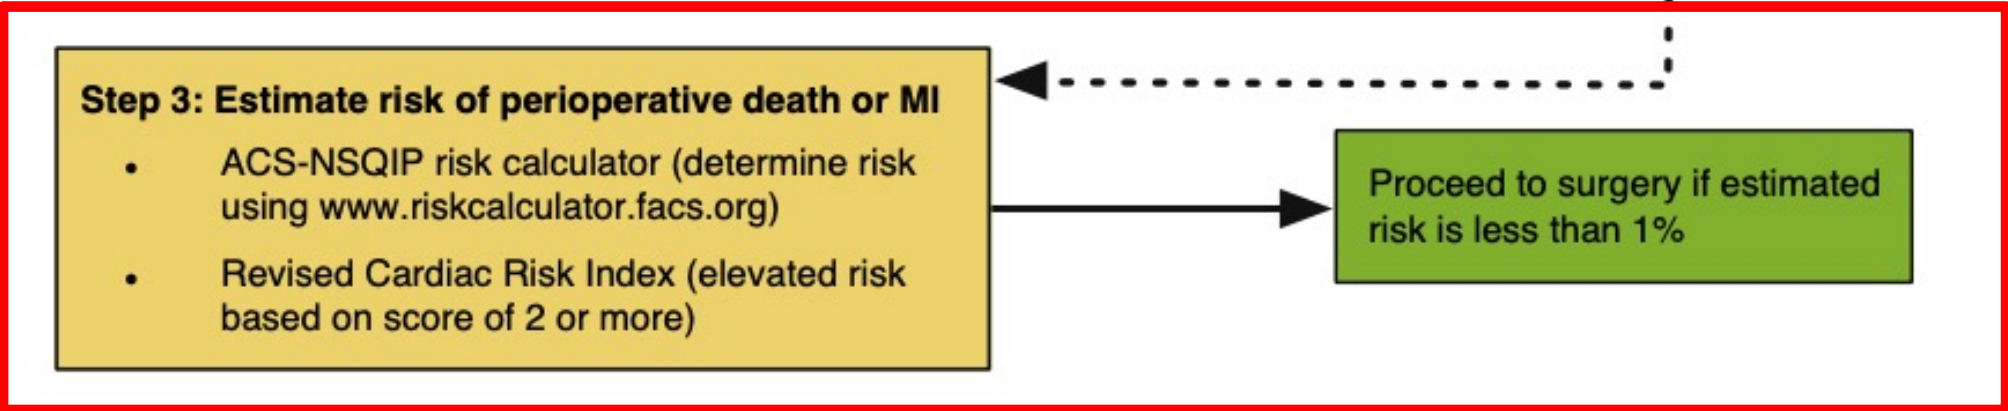 Step 3: Estimate risk of perioperative death or MI
• ACS-NSQIP risk calculator (determine risk
using www.riskcalculator.facs.org)
• Revised Cardiac Risk Index (elevated risk
based on score of 2 or more)
Proceed to surgery if estimated
risk is less than 1%